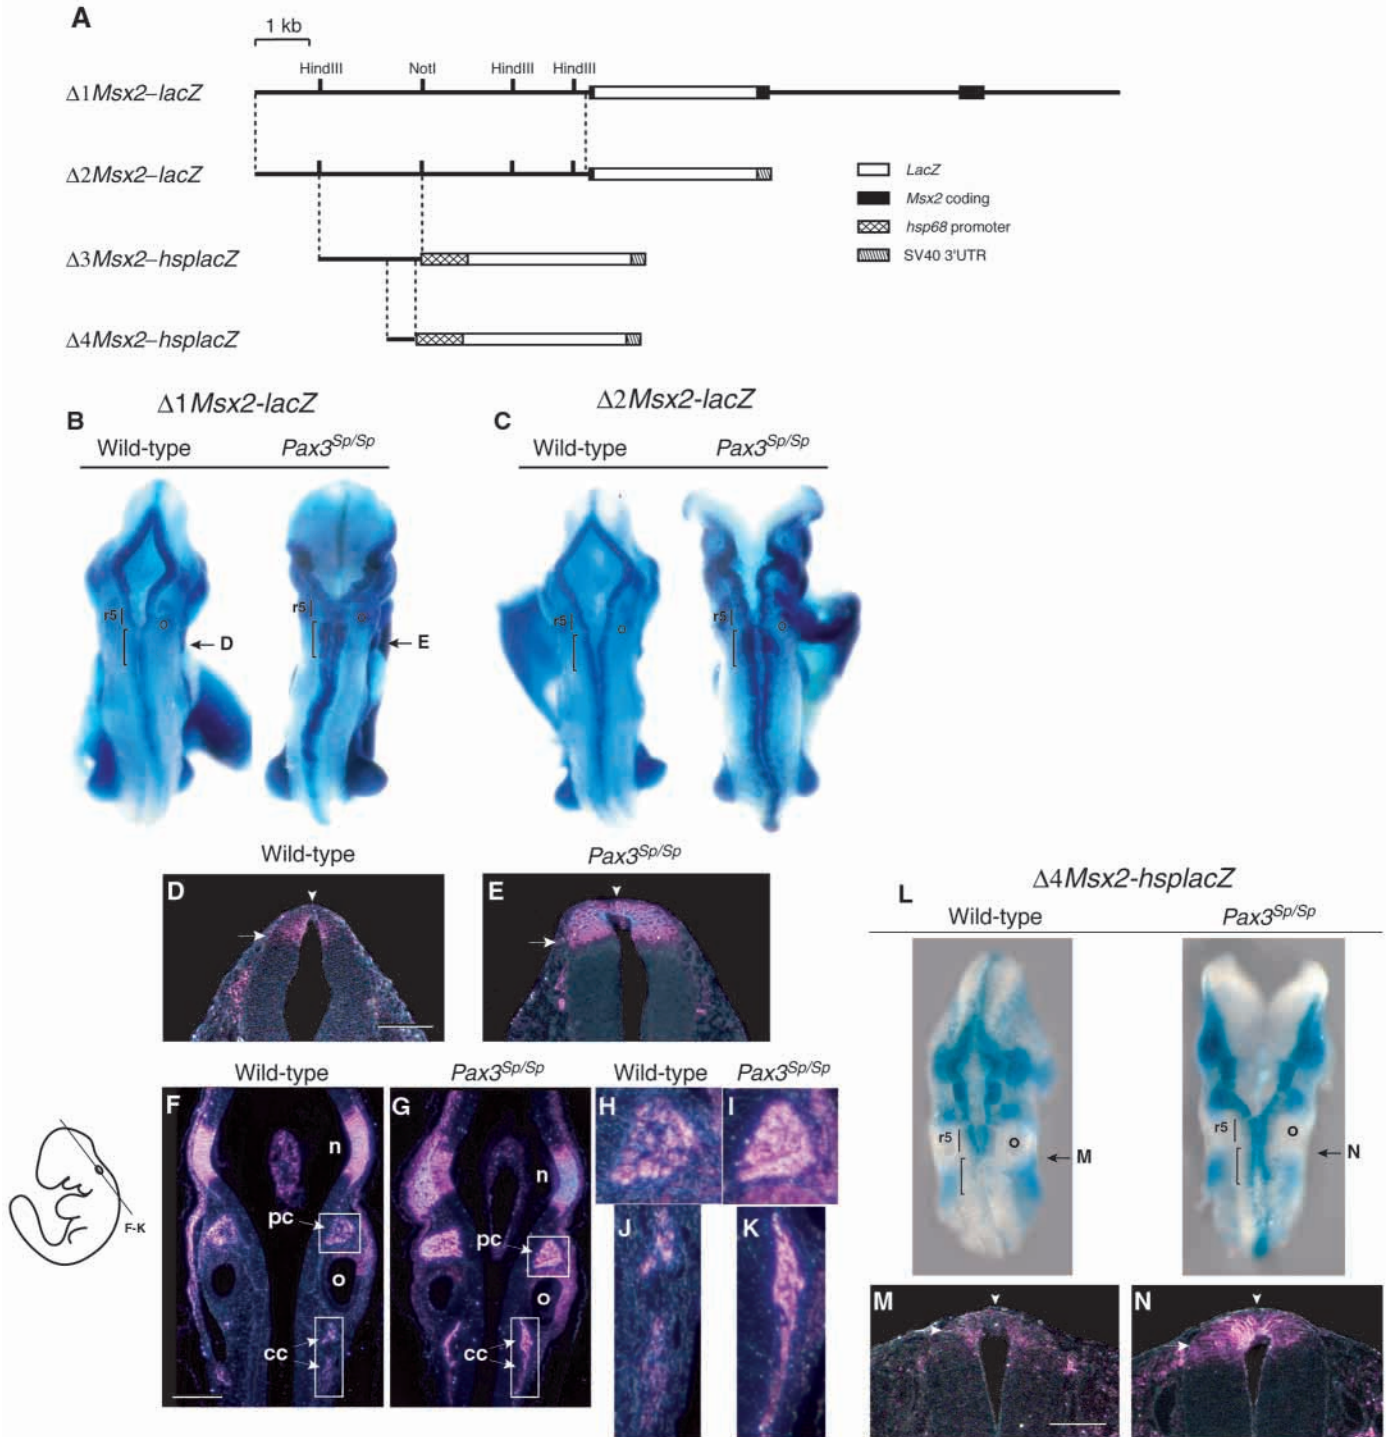 A
1 kb
HindIII NotI HindIII HindIII
Δ1Msx2–lacZ
Δ2Msx2–lacZ
LacZ
Msx2 coding
hsp68 promoter
SV40 3'UTR
Δ3Msx2–hsplacZ
Δ4Msx2–hsplacZ
Δ1Msx2-lacZ
B
Wild-type Pax3Sp/Sp
r5 o D
r5 o E
Δ2Msx2-lacZ
C
Wild-type Pax3Sp/Sp
r5 o
r5 o
Wild-type Pax3Sp/Sp
D
E
Wild-type Pax3Sp/Sp Wild-type Pax3Sp/Sp
F
n
pc
o
cc
G
n
pc
o
cc
H
I
J
K
F-K
L
Δ4Msx2-hsplacZ
Wild-type Pax3Sp/Sp
r5 o M
r5 o N
M
N